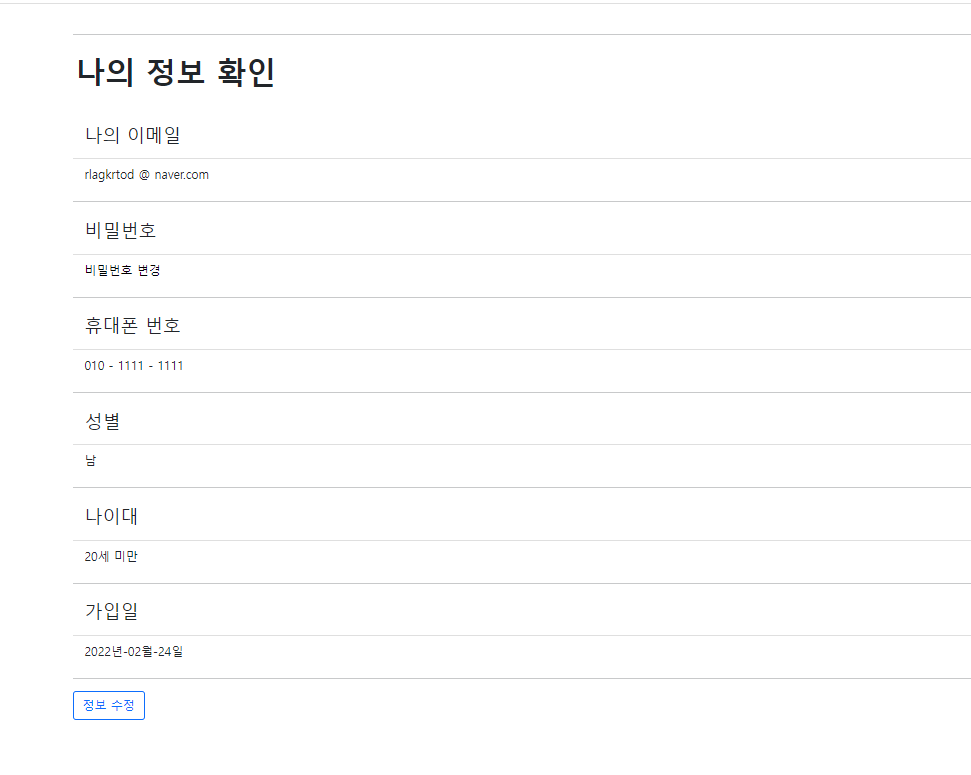 나의 정보 확인
나의 이메일
rlagkrtod @ naver.com
비밀번호
비밀번호 변경
휴대폰 번호
010 - 1111 - 1111
성별
남
나이대
20세 미만
가입일
2022년-02월-24일
정보 수정